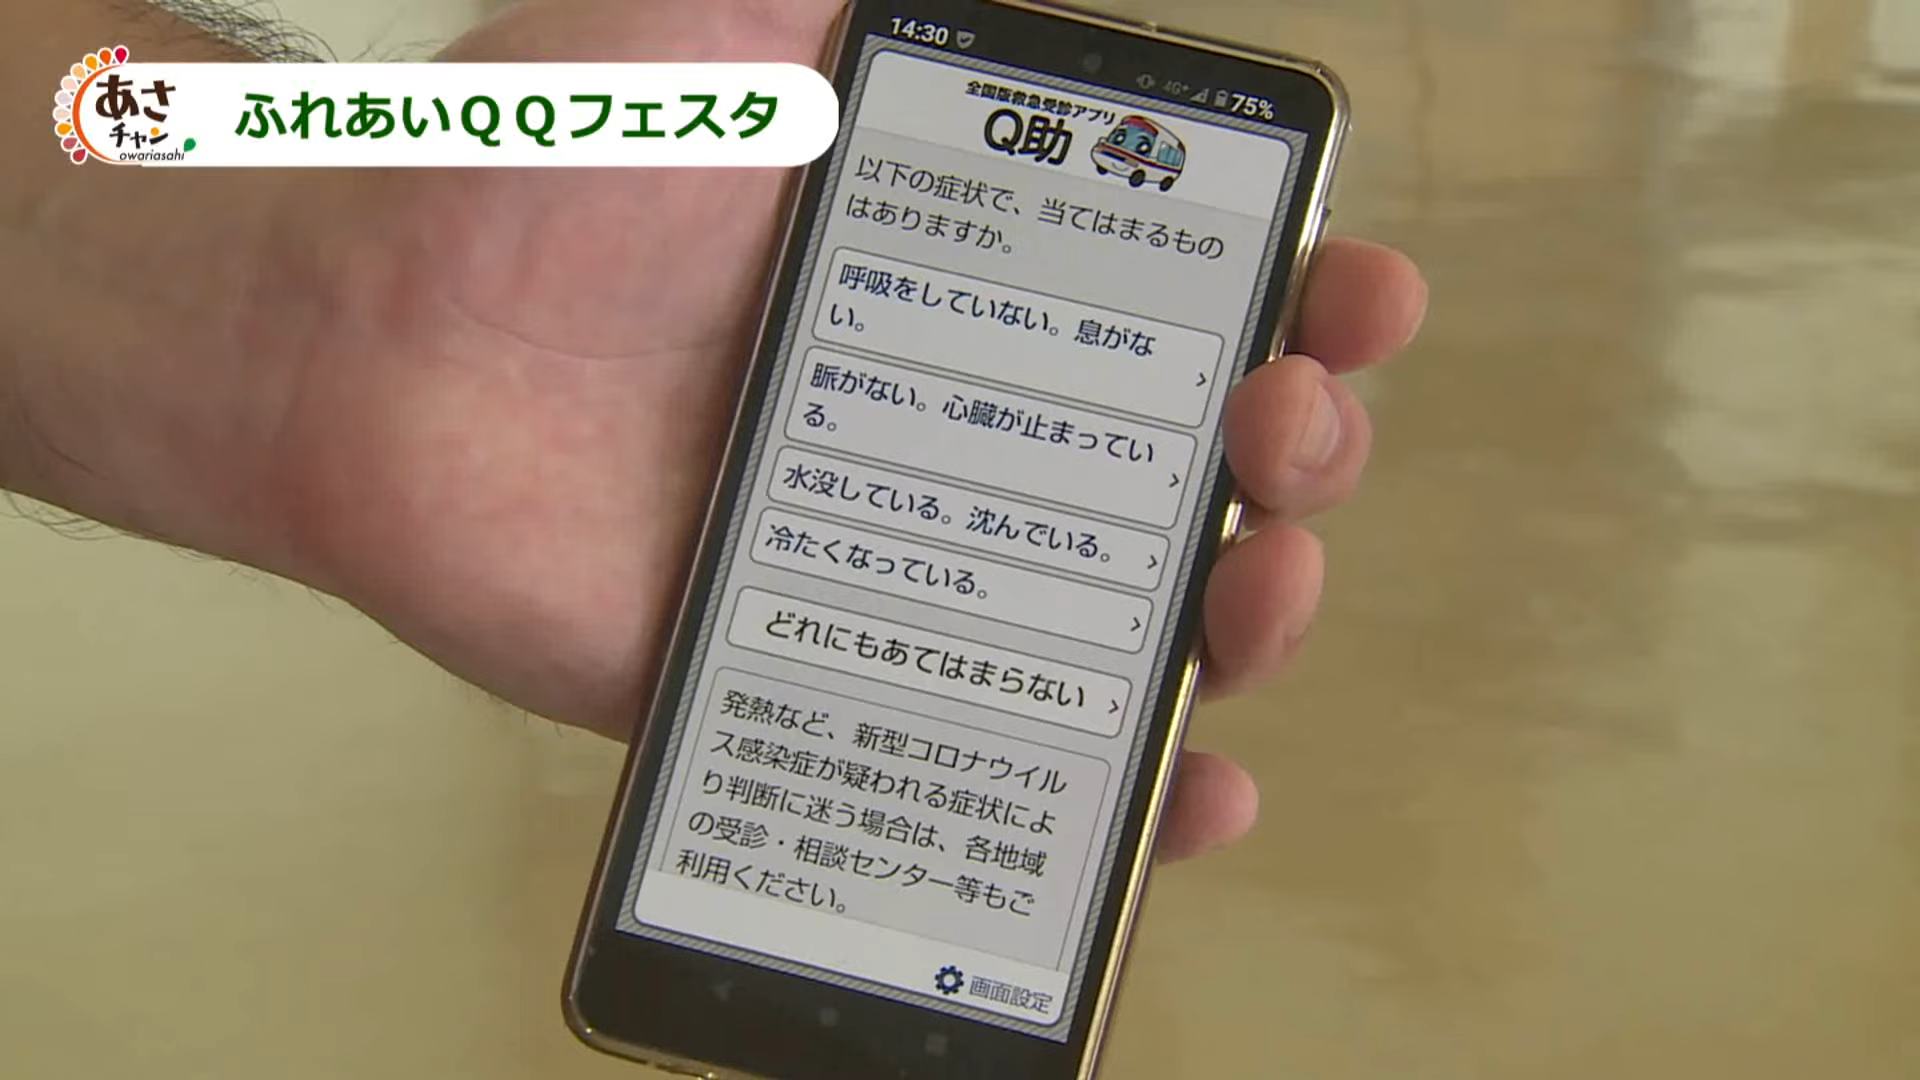 あさ
チャン
owariasahi
ふれあいQQフェスタ
14:30
4G+
75%
全国版救急受診アプリ
Q助
以下の症状で、当てはまるもの
はありますか。
呼吸をしていない。息がな
い。
脈がない。心臓が止まってい
る。
水没している。沈んでいる。
冷たくなっている。
どれにもあてはまらない
発熱など、新型コロナウイル
ス感染症が疑われる症状によ
り判断に迷う場合は、各地域
の受診・相談センター等もご
利用ください。
画面設定